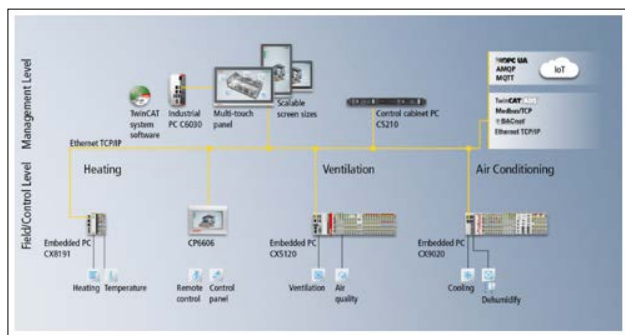 Management Level
OPC UA
AMQP
MQTT
IoT
TwinCAT
Modbus/TCP
BACnet
Ethernet TCP/IP
TwinCAT
system
software
Industrial
PC C6030
Multi-touch
panel
Scalable
screen sizes
Control cabinet PC
C5210
Ethernet TCP/IP
Field/Control Level
Heating
Ventilation
Air Conditioning
Embedded PC
CX8191
CP6606
Embedded PC
CX5120
Embedded PC
CX9020
Heating
Temperature
Remote
control
Control
panel
Ventilation
Air
quality
Cooling
Dehumidify